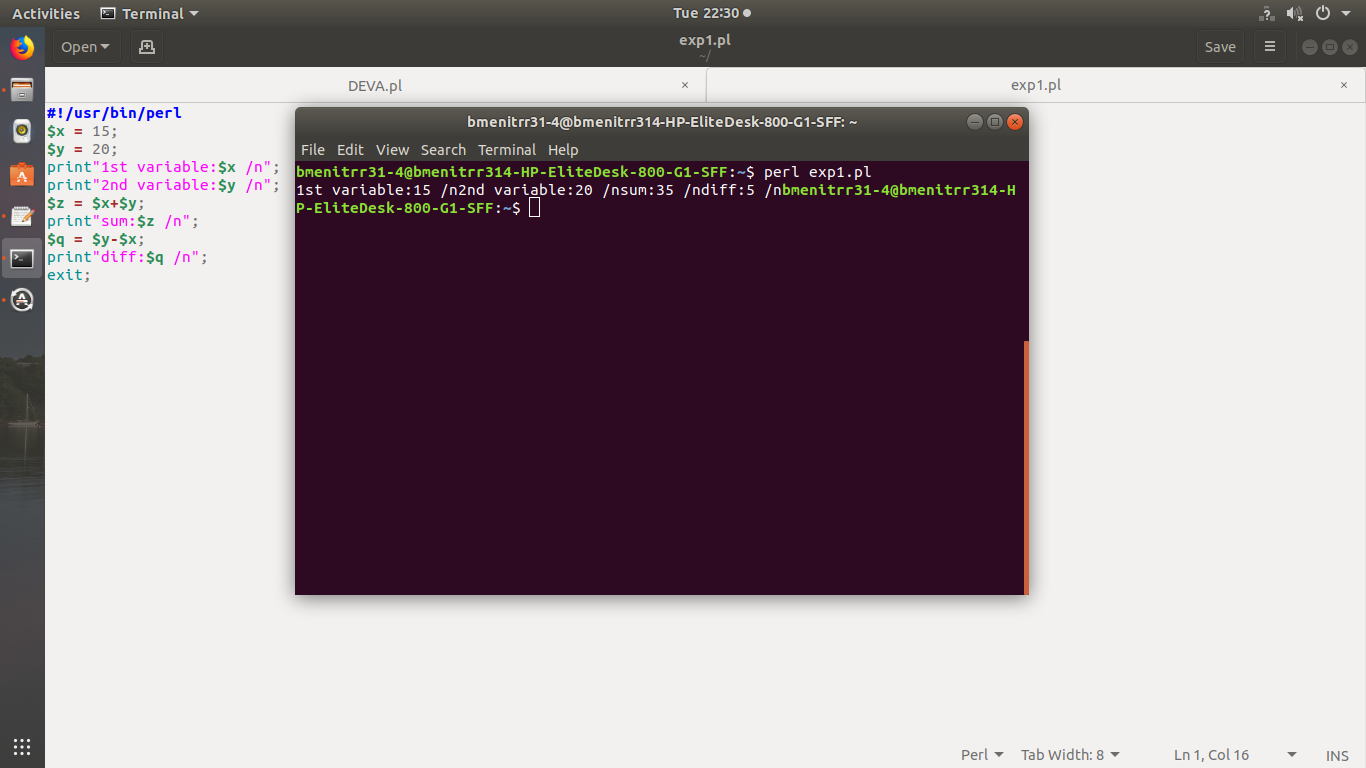 Activities Terminal Tue 22:30
Open exp1.pl Save
~/
DEVA.pl × exp1.pl ×
#!/usr/bin/perl
$x = 15;
$y = 20;
print"1st variable:$x /n";
print"2nd variable:$y /n";
$z = $x+$y;
print"sum:$z /n";
$q = $y-$x;
print"diff:$q /n";
exit;
bmenitrr31-4@bmenitrr314-HP-EliteDesk-800-G1-SFF: ~
File Edit View Search Terminal Help
bmenitrr31-4@bmenitrr314-HP-EliteDesk-800-G1-SFF:~$ perl exp1.pl
1st variable:15 /n2nd variable:20 /nsum:35 /ndiff:5 /nbmenitrr31-4@bmenitrr314-H
P-EliteDesk-800-G1-SFF:~$
Perl Tab Width: 8 Ln 1, Col 16 INS